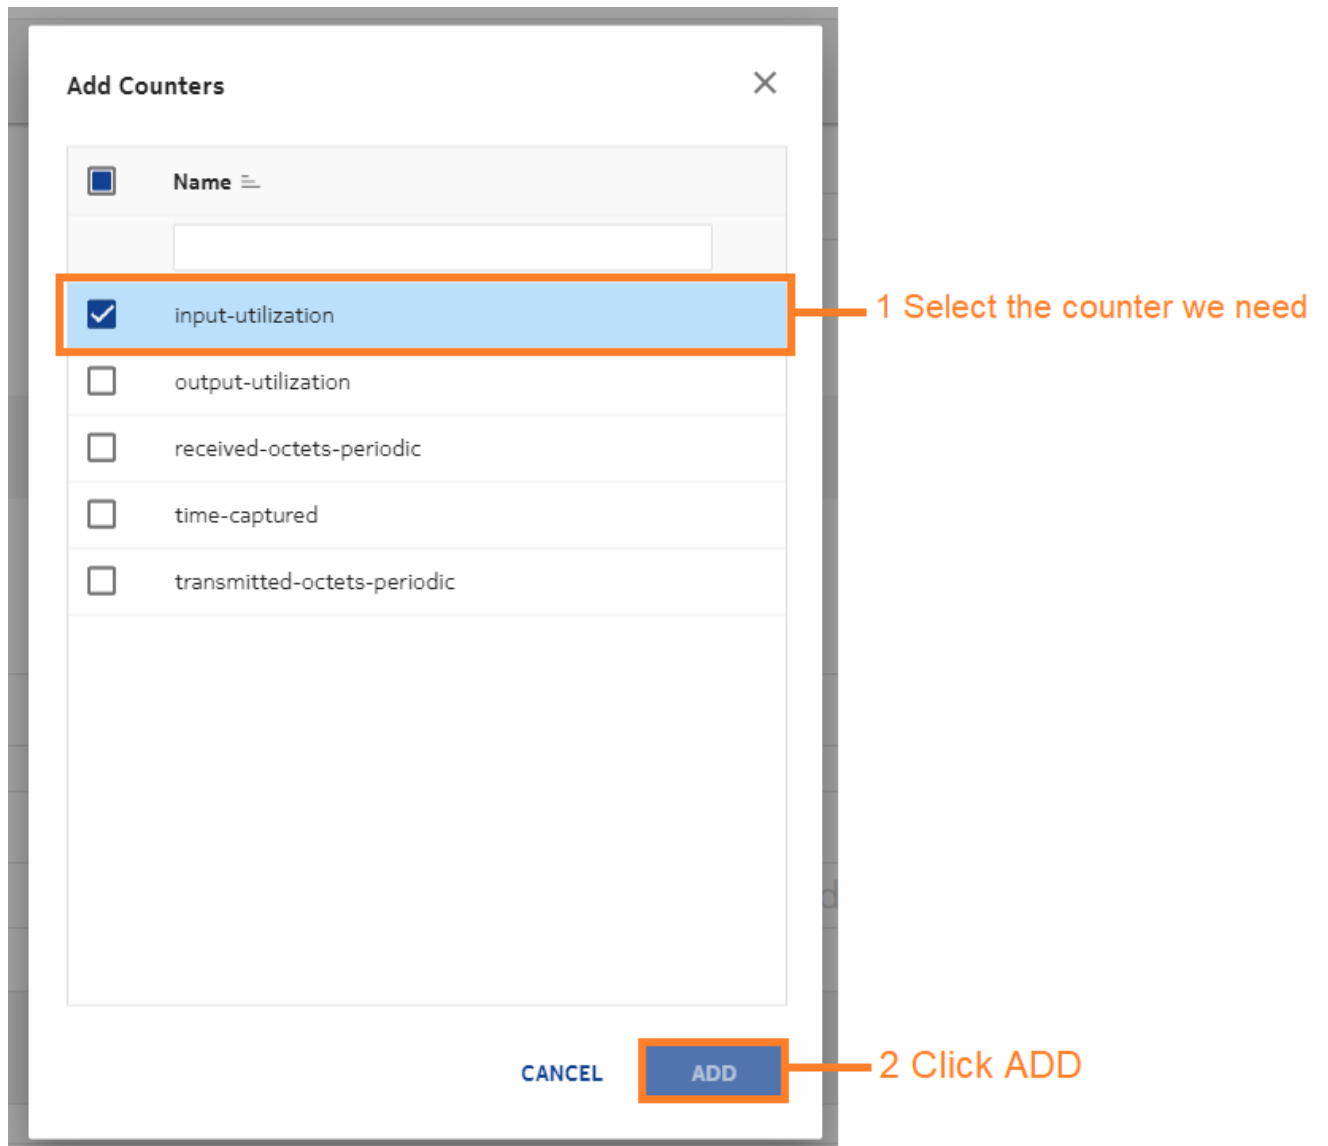 Add Counters
Name
input-utilization
1 Select the counter we need
output-utilization
received-octets-periodic
time-captured
transmitted-octets-periodic
d
CANCEL
ADD
2 Click ADD